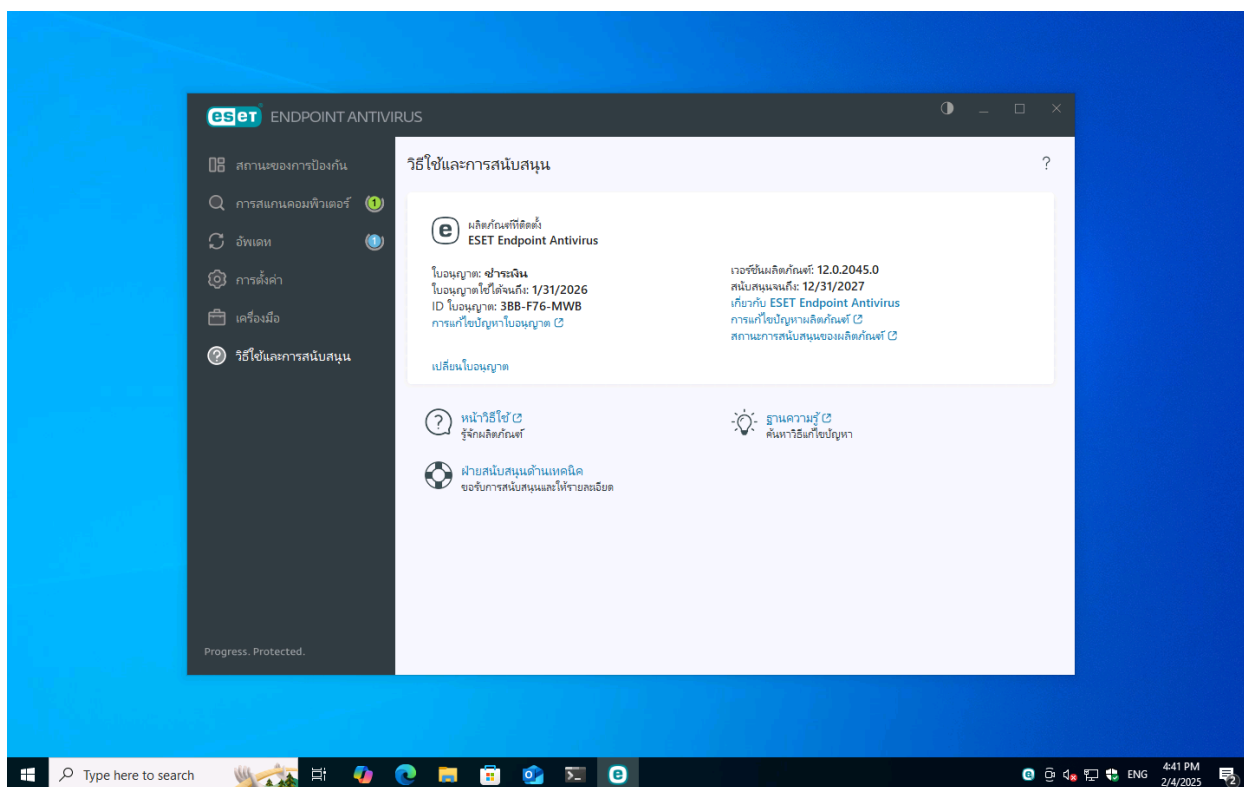 eset ENDPOINT ANTIVIRUS
สถานะของการป้องกัน
การสแกนคอมพิวเตอร์ 1
อัพเดท 1
การตั้งค่า
เครื่องมือ
วิธีใช้และการสนับสนุน
Progress. Protected.
วิธีใช้และการสนับสนุน ?
e
ผลิตภัณฑ์ที่ติดตั้ง
ESET Endpoint Antivirus
ใบอนุญาต: ชำระเงิน
ใบอนุญาตใช้ได้จนถึง: 1/31/2026
ID ใบอนุญาต: 3BB-F76-MWB
การแก้ไขปัญหาใบอนุญาต
เปลี่ยนใบอนุญาต
เวอร์ชันผลิตภัณฑ์: 12.0.2045.0
สนับสนุนจนถึง: 12/31/2027
เกี่ยวกับ ESET Endpoint Antivirus
การแก้ไขปัญหาผลิตภัณฑ์
สถานะการสนับสนุนของผลิตภัณฑ์
หน้าวิธีใช้
รู้จักผลิตภัณฑ์
ฐานความรู้
ค้นหาวิธีแก้ไขปัญหา
ฝ่ายสนับสนุนด้านเทคนิค
ขอรับการสนับสนุนและให้รายละเอียด
Type here to search
ENG
4:41 PM
2/4/2025
2